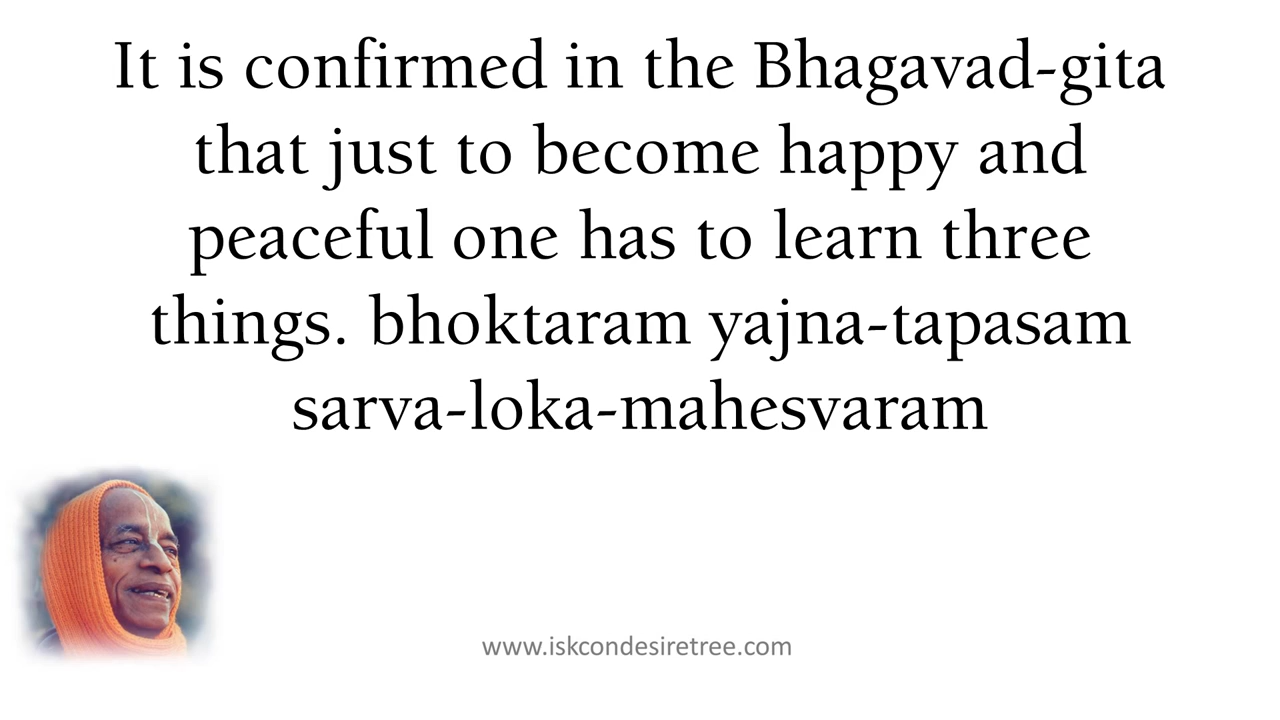 It is confirmed in the Bhagavad-gita
that just to become happy and
peaceful one has to learn three
things. bhoktaram yajna-tapasam
sarva-loka-mahesvaram
www.iskcondesiretree.com